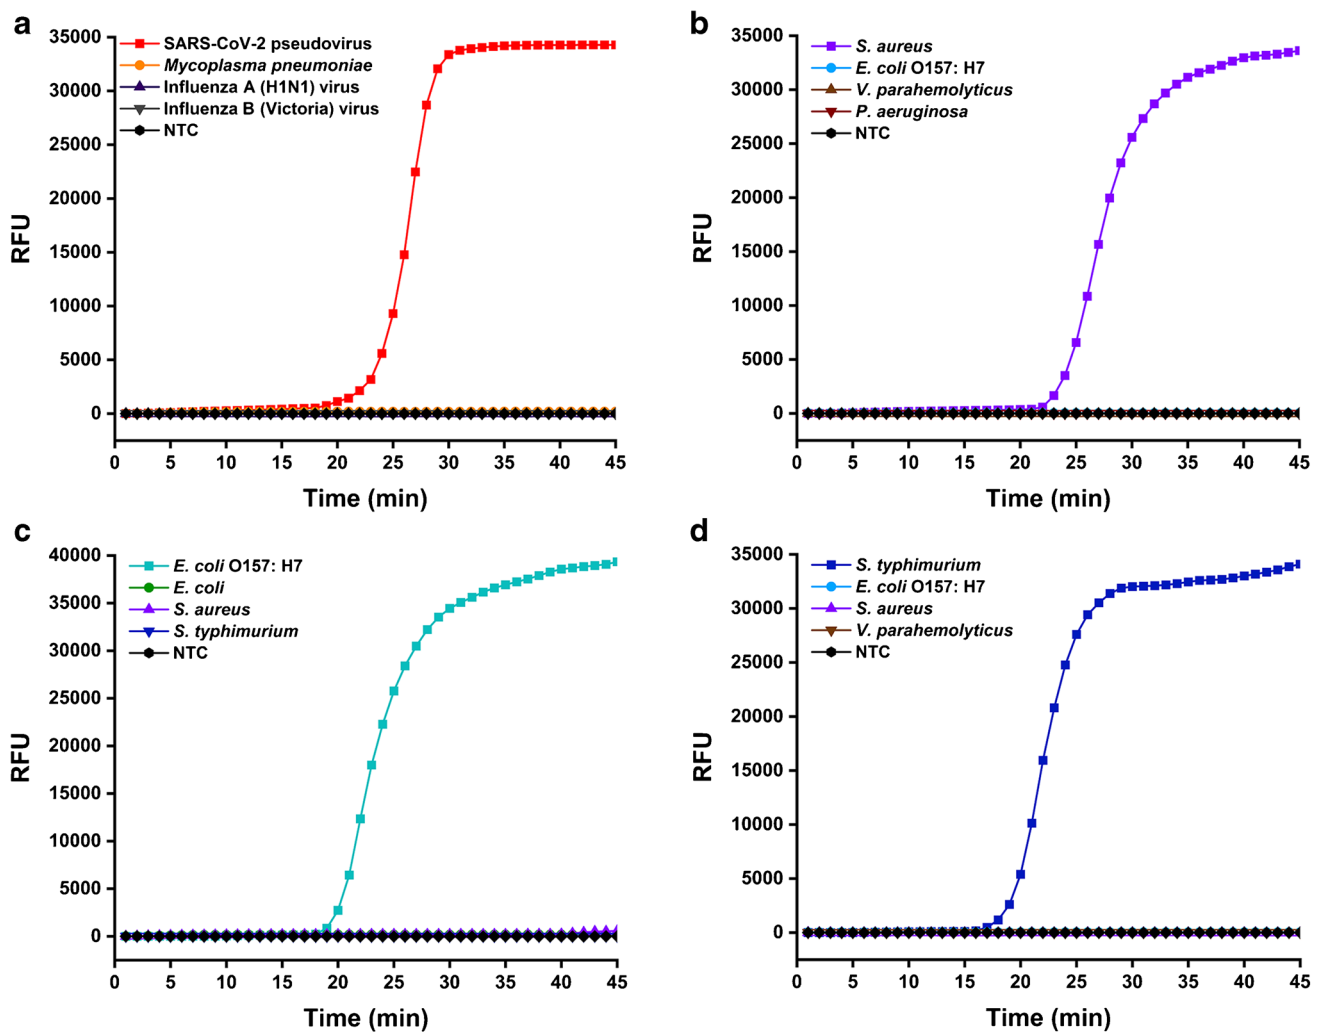 a
35000
30000
25000
20000
15000
10000
5000
0
RFU
SARS-CoV-2 pseudovirus
Mycoplasma pneumoniae
Influenza A (H1N1) virus
Influenza B (Victoria) virus
NTC
0 5 10 15 20 25 30 35 40 45
Time (min)
b
35000
30000
25000
20000
15000
10000
5000
0
RFU
S. aureus
E. coli O157: H7
V. parahemolyticus
P. aeruginosa
NTC
0 5 10 15 20 25 30 35 40 45
Time (min)
c
40000
35000
30000
25000
20000
15000
10000
5000
0
RFU
E. coli O157: H7
E. coli
S. aureus
S. typhimurium
NTC
0 5 10 15 20 25 30 35 40 45
Time (min)
d
35000
30000
25000
20000
15000
10000
5000
0
RFU
S. typhimurium
E. coli O157: H7
S. aureus
V. parahemolyticus
NTC
0 5 10 15 20 25 30 35 40 45
Time (min)